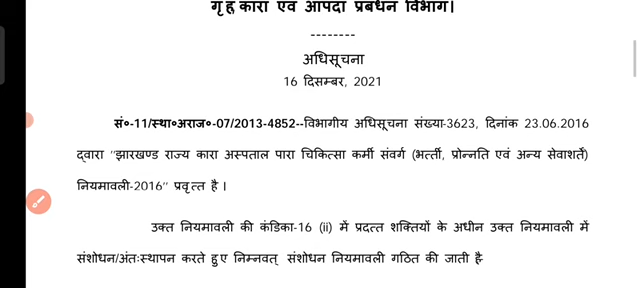 गृह कारा एवं आपदा प्रबंधन विभाग।
--------
अधिसूचना
16 दिसम्बर, 2021
सं०-11/स्था०अराज०-07/2013-4852--विभागीय अधिसूचना संख्या-3623, दिनांक 23.06.2016
द्वारा "झारखण्ड राज्य कारा अस्पताल पारा चिकित्सा कर्मी संवर्ग (भर्त्ती, प्रोन्नति एवं अन्य सेवाशर्ते)
नियमावली-2016" प्रवृत्त है ।
उक्त नियमावली की कंडिका-16 (ii) में प्रदत्त शक्तियों के अधीन उक्त नियमावली में
संशोधन/अंतःस्थापन करते हुए निम्नवत् संशोधन नियमावली गठित की जाती है-